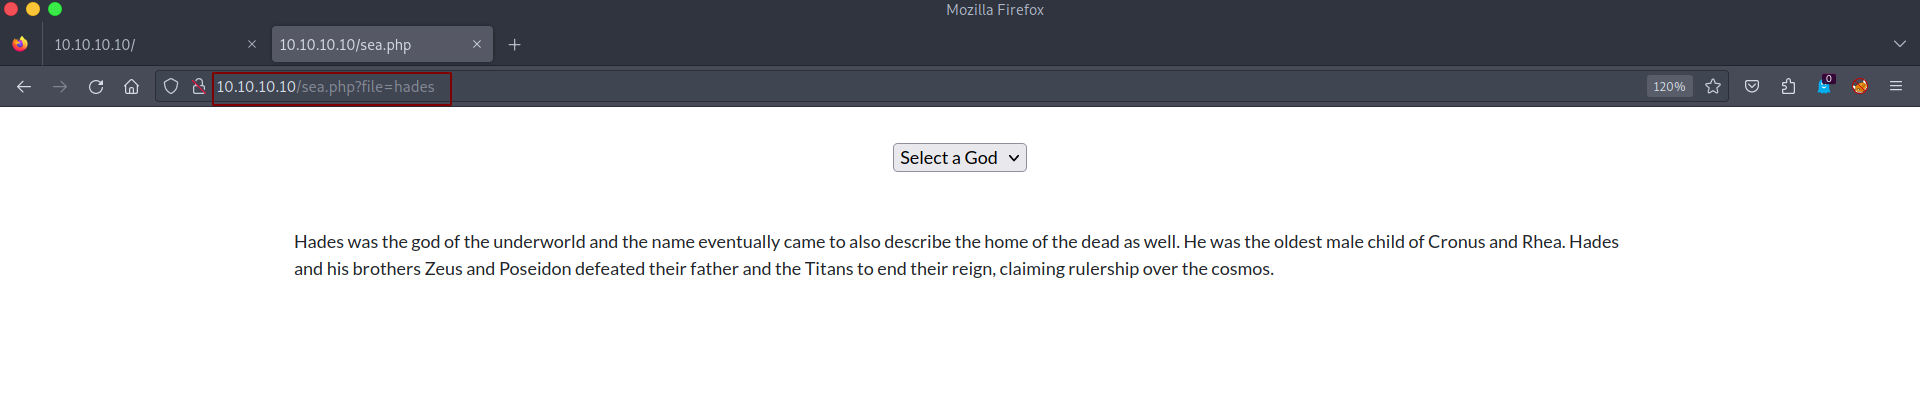 Mozilla Firefox
10.10.10.10/
10.10.10.10/sea.php
10.10.10.10/sea.php?file=hades
120%
0
Select a God
Hades was the god of the underworld and the name eventually came to also describe the home of the dead as well. He was the oldest male child of Cronus and Rhea. Hades
and his brothers Zeus and Poseidon defeated their father and the Titans to end their reign, claiming rulership over the cosmos.